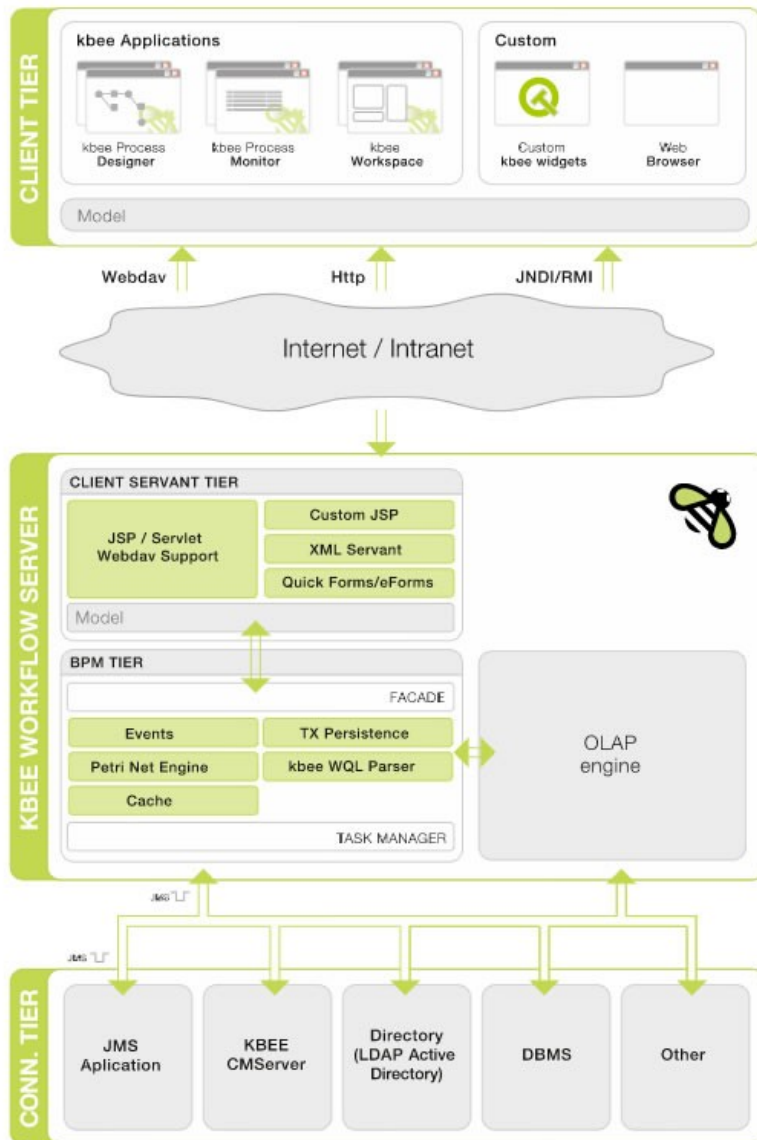 CLIENT TIER
kbee Applications
Custom
kbee Process
Designer
kbee Process
Monitor
kbee
Workspace
Custom
kbee widgets
Web
Browser
Model
Webdav
Http
JNDI/RMI
Internet / Intranet
KBEE WORKFLOW SERVER
CLIENT SERVANT TIER
JSP / Servlet
Webdav Support
Custom JSP
XML Servant
Quick Forms/eForms
Model
BPM TIER
FACADE
Events
TX Persistence
Petri Net Engine
kbee WQL Parser
Cache
TASK MANAGER
OLAP
engine
JMS
JMS
CONN. TIER
JMS
Aplication
KBEE
CMServer
Directory
(LDAP Active
Directory)
DBMS
Other